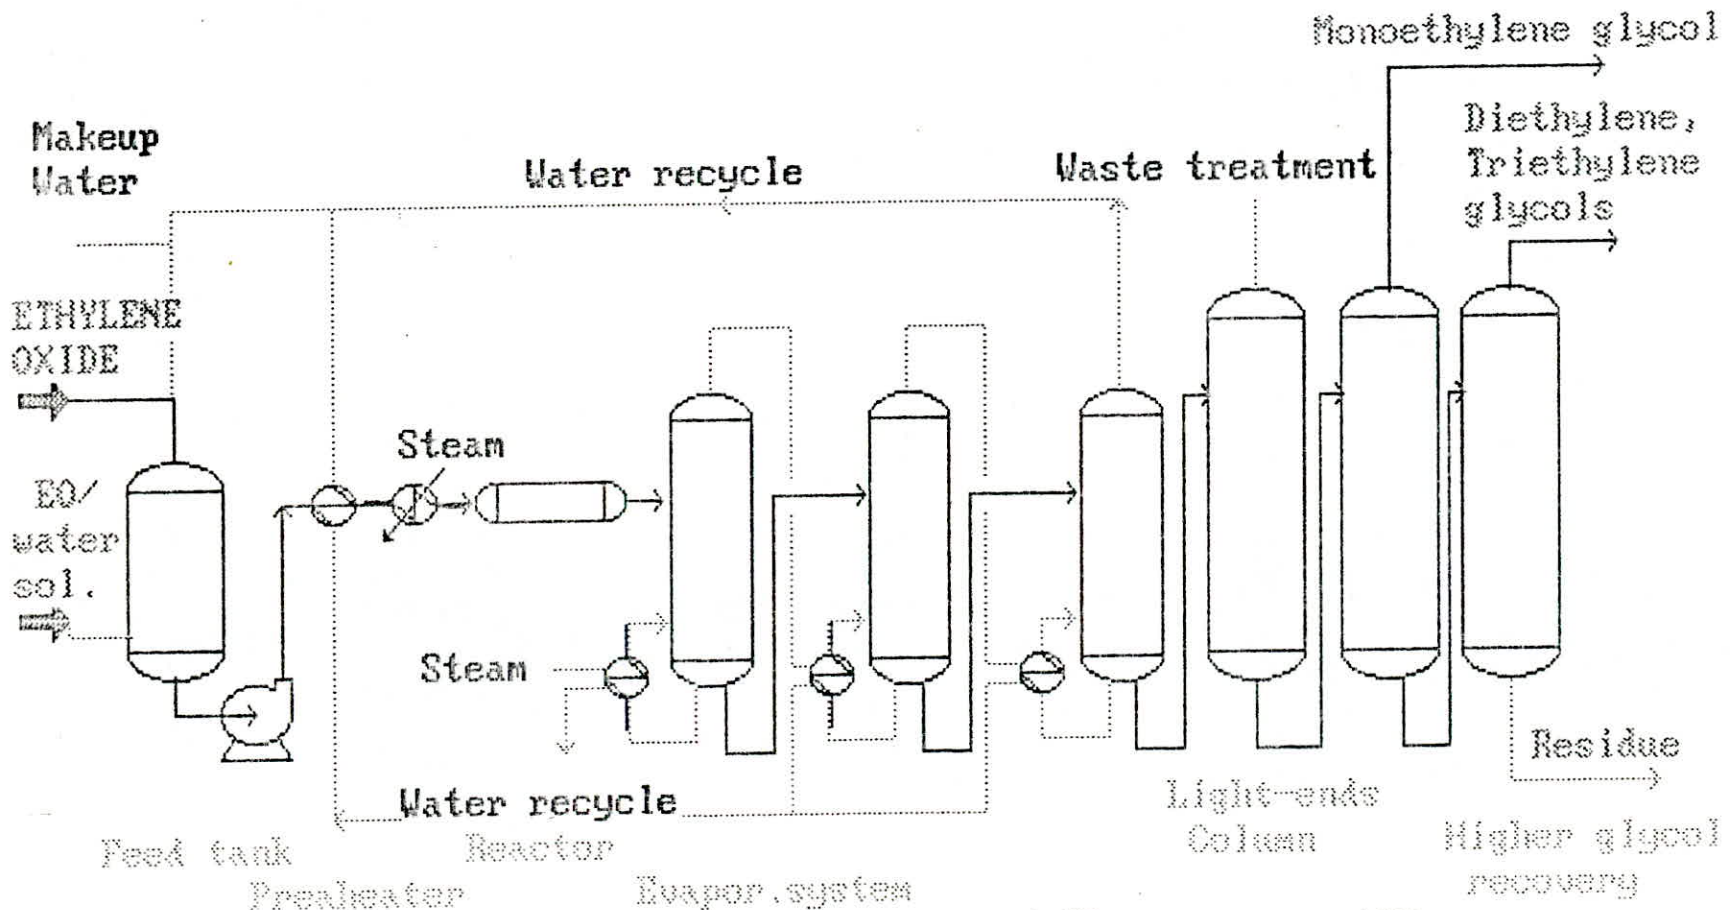 Monoethylene glycol
Diethylene,
Triethylene
glycols
Makeup
Water
Water recycle
Waste treatment
ETHYLENE
OXIDE
Steam
EO/
water
sol.
Steam
Water recycle
Residue
Light-ends
Column
Feed tank
Reactor
Higher glycol
recovery
Preaheater
Evapor.system